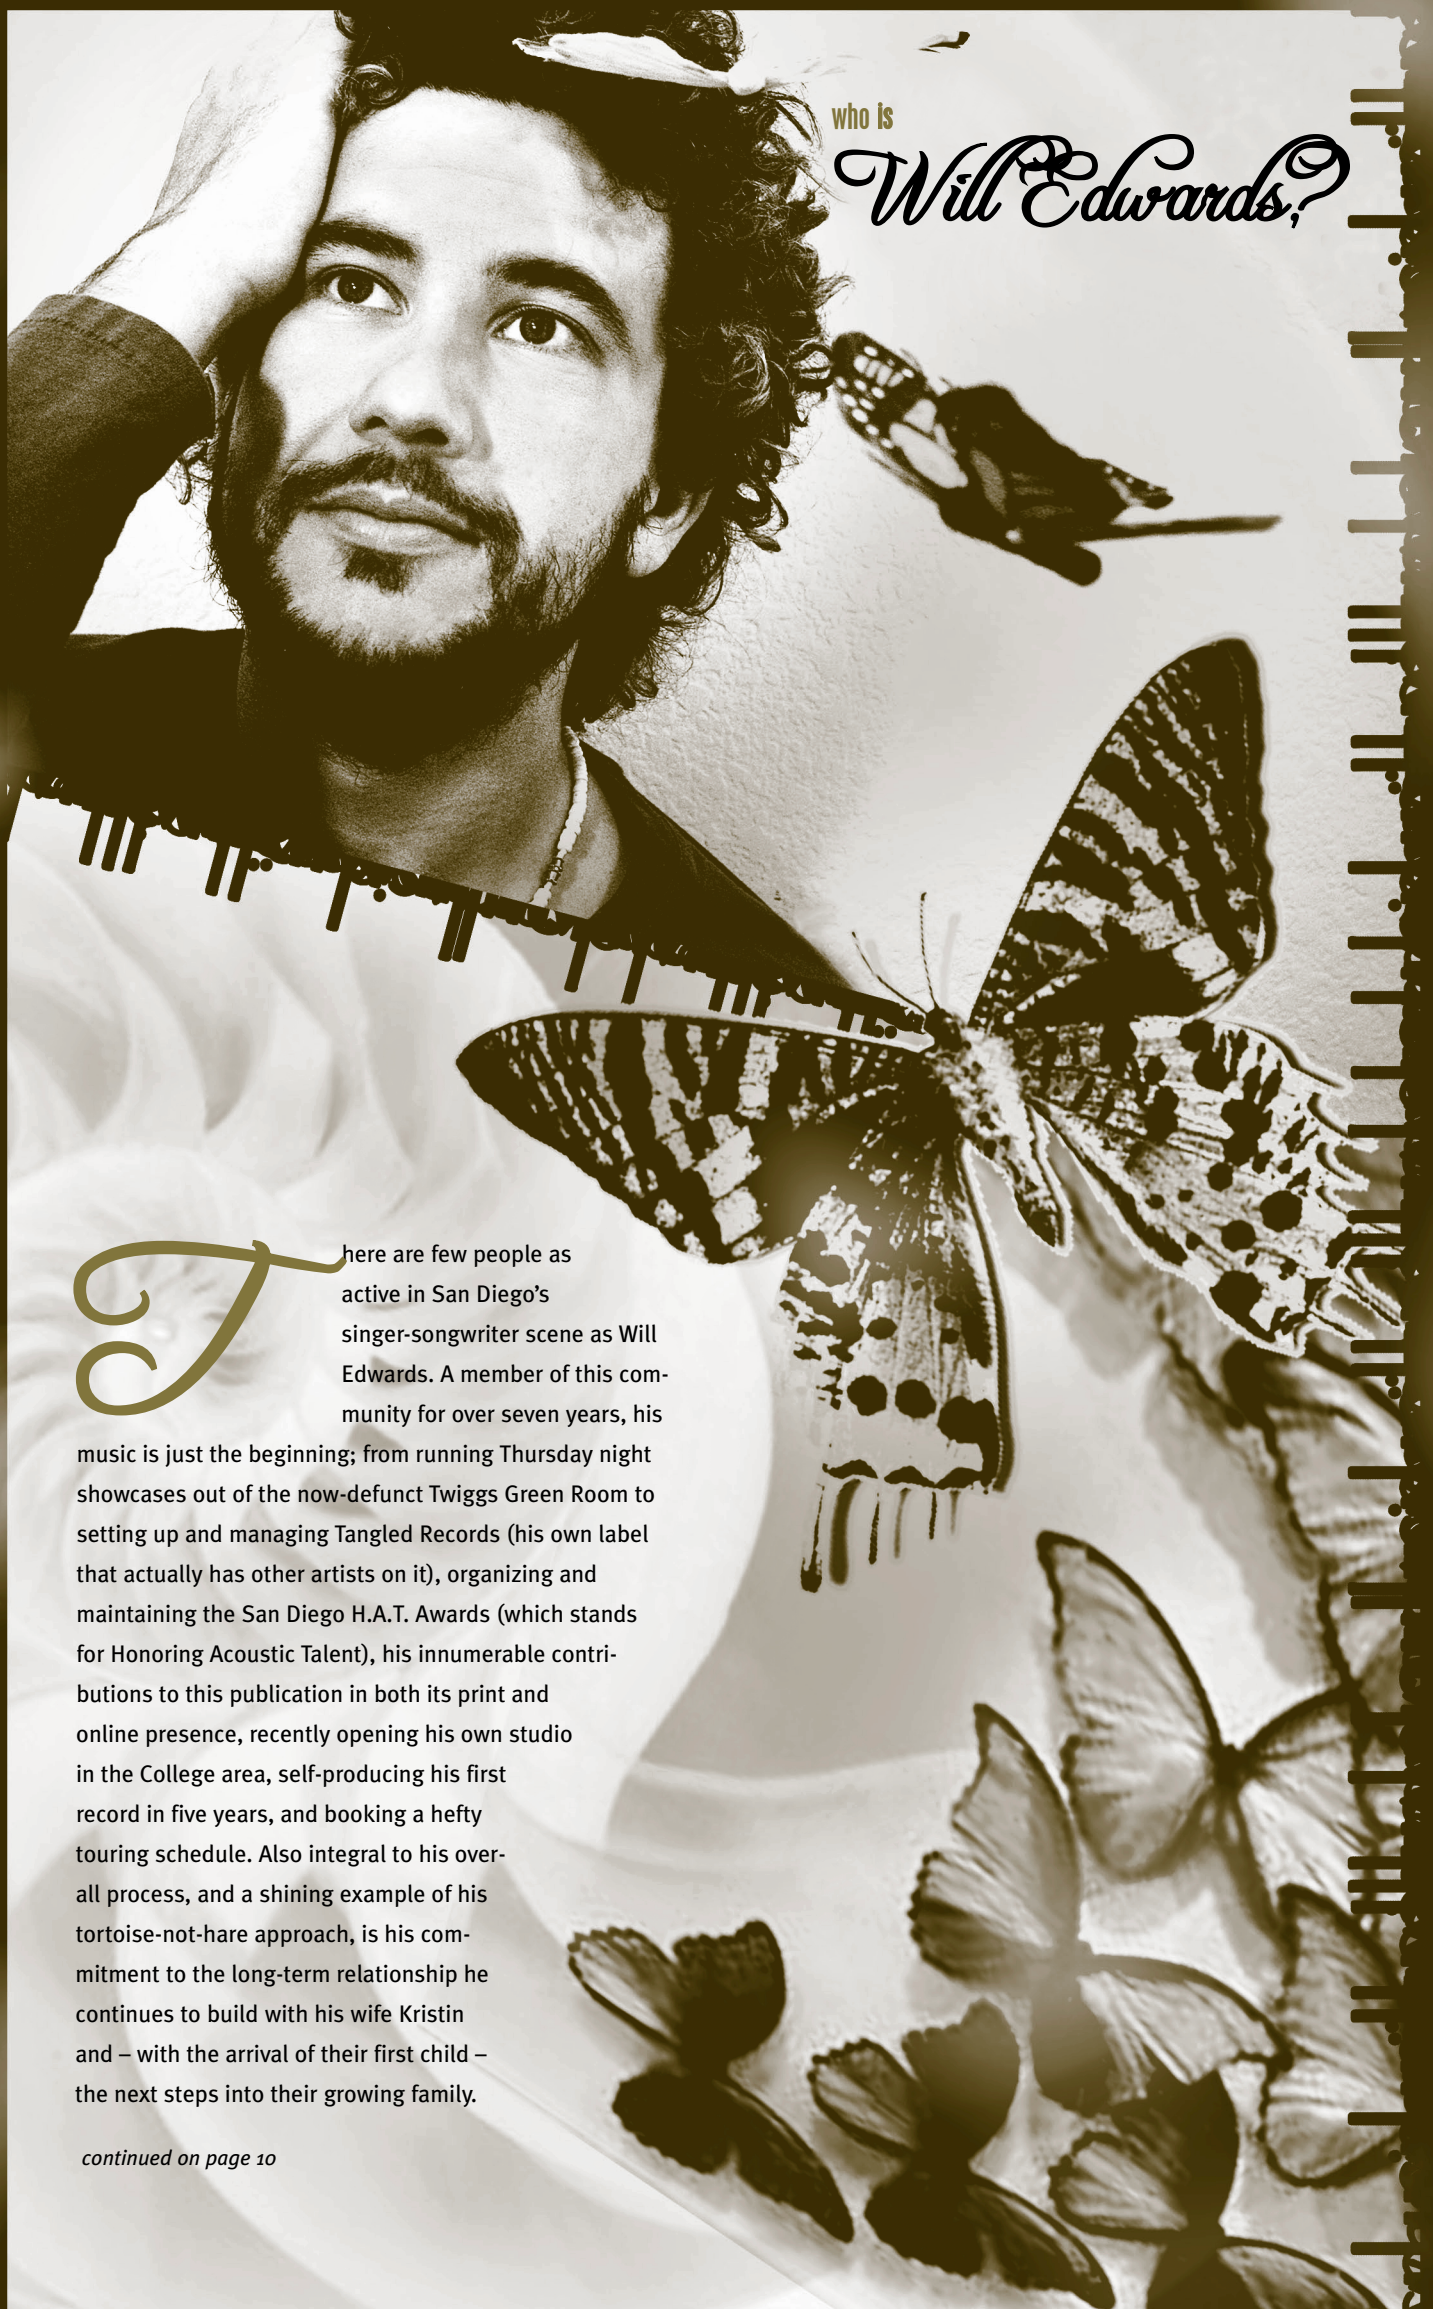 who is
Will Edwards?
There are few people as
active in San Diego’s
singer-songwriter scene as Will
Edwards. A member of this com-
munity for over seven years, his
music is just the beginning; from running Thursday night
showcases out of the now-defunct Twiggs Green Room to
setting up and managing Tangled Records (his own label
that actually has other artists on it), organizing and
maintaining the San Diego H.A.T. Awards (which stands
for Honoring Acoustic Talent), his innumerable contri-
butions to this publication in both its print and
online presence, recently opening his own studio
in the College area, self-producing his first
record in five years, and booking a hefty
touring schedule. Also integral to his over-
all process, and a shining example of his
tortoise-not-hare approach, is his com-
mitment to the long-term relationship he
continues to build with his wife Kristin
and – with the arrival of their first child –
the next steps into their growing family.
continued on page 10